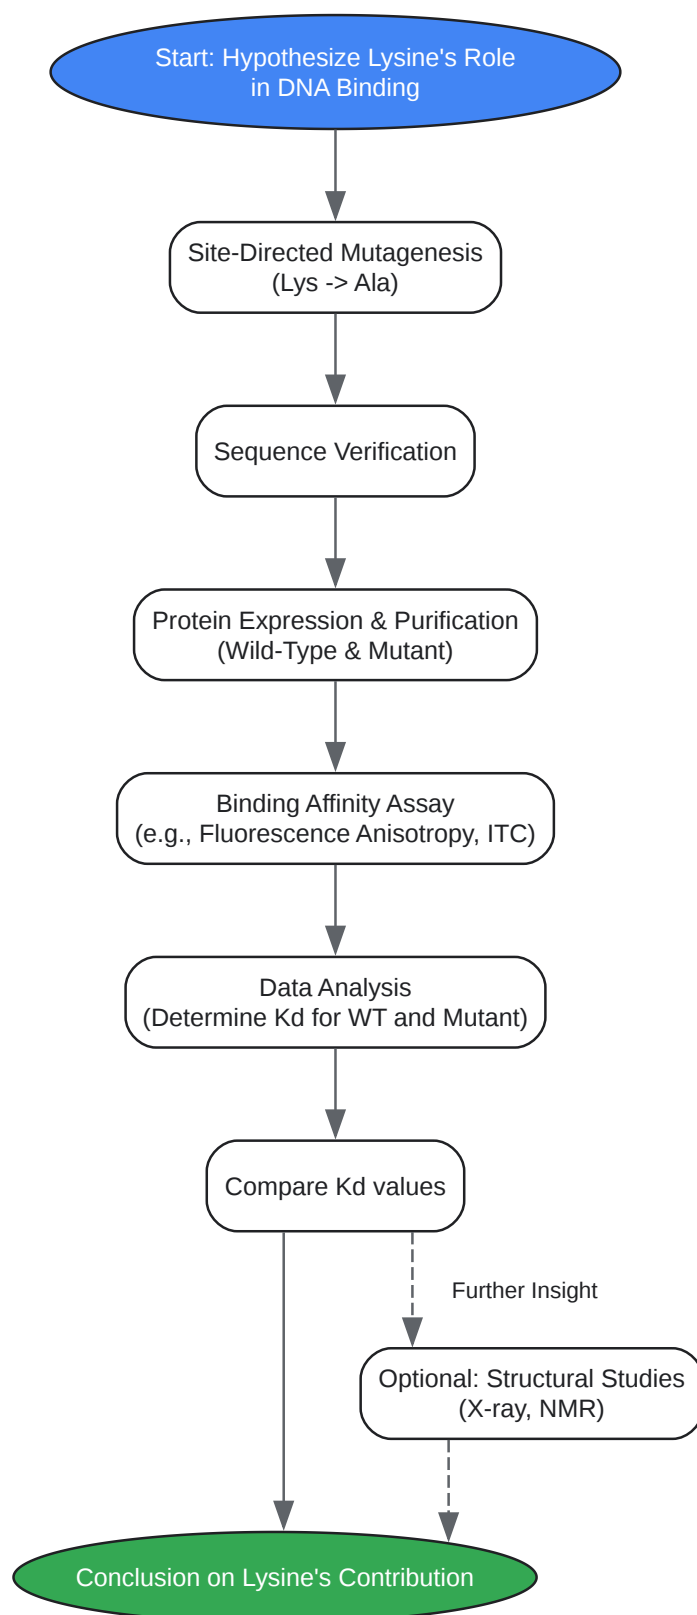 Start: Hypothesize Lysine's Role
in DNA Binding
Site-Directed Mutagenesis
(Lys -> Ala)
Sequence Verification
Protein Expression & Purification
(Wild-Type & Mutant)
Binding Affinity Assay
(e.g., Fluorescence Anisotropy, ITC)
Data Analysis
(Determine Kd for WT and Mutant)
Compare Kd values
Further Insight
Optional: Structural Studies
(X-ray, NMR)
Conclusion on Lysine's Contribution